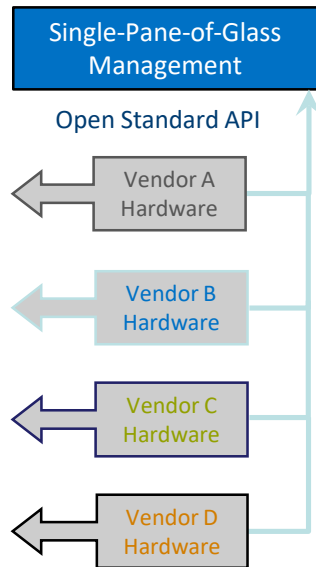 Single-Pane-of-Glass
Management
Open Standard API
Vendor A
Hardware
Vendor B
Hardware
Vendor C
Hardware
Vendor D
Hardware